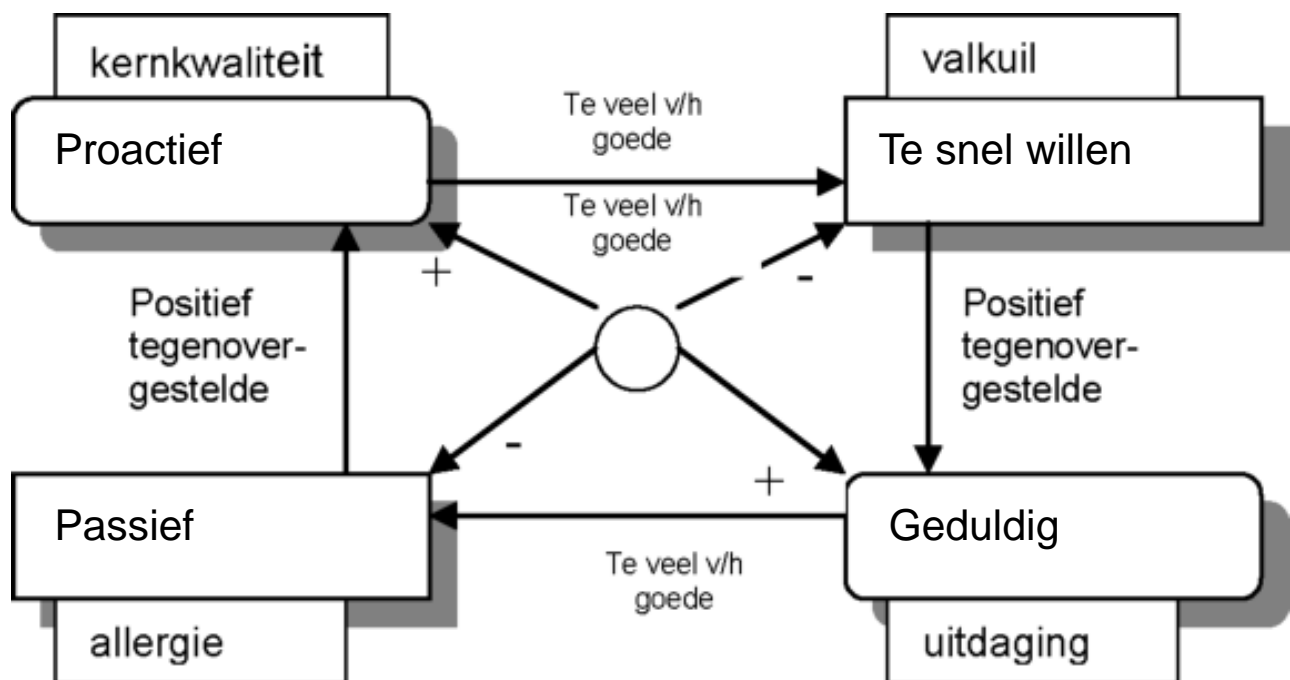 kernkwaliteit
valkuil
Proactief
Te veel v/h
goede
Te snel willen
Te veel v/h
goede
+
-
Positief
tegenover-
gestelde
Positief
tegenover-
gestelde
-
+
Passief
Geduldig
Te veel v/h
goede
allergie
uitdaging